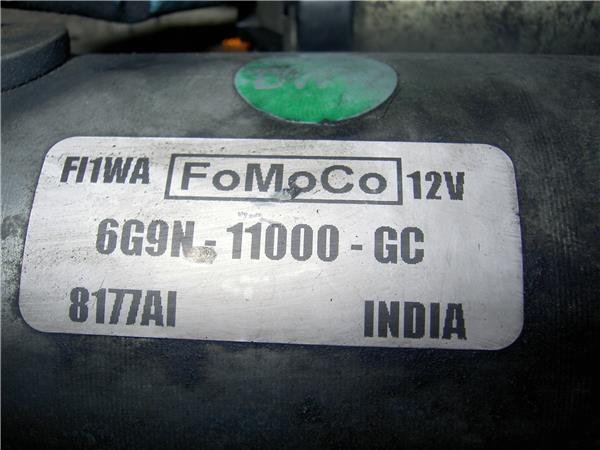 FI1WA FoMoCo 12V
6G9N - 11000 - GC
8177AI INDIA